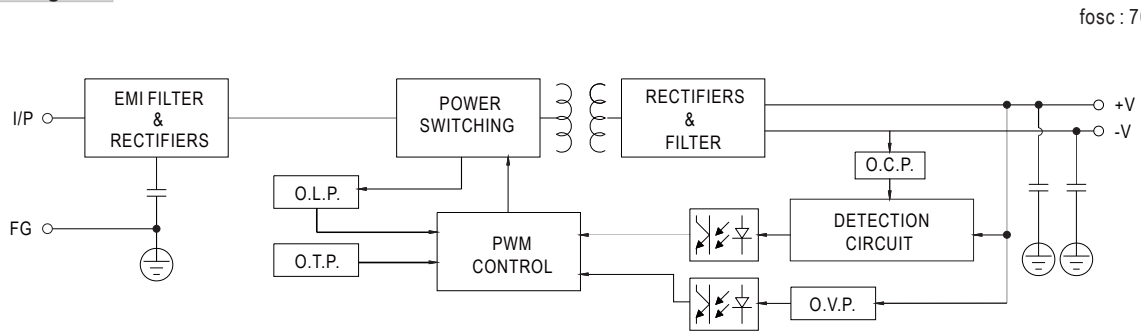 fosc : 7
I/P
EMI FILTER
&
RECTIFIERS
POWER
SWITCHING
RECTIFIERS
&
FILTER
+V
-V
O.C.P.
O.L.P.
FG
O.T.P.
PWM
CONTROL
DETECTION
CIRCUIT
O.V.P.